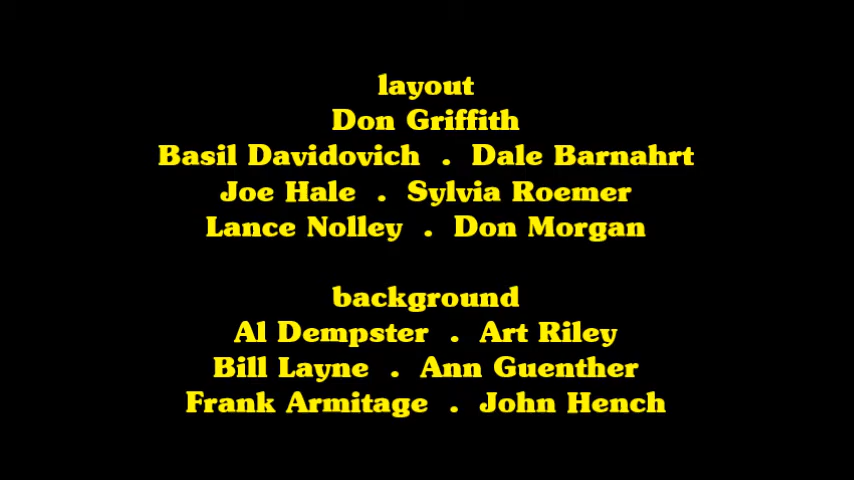 layout
Don Griffith
Basil Davidovich . Dale Barnahrt
Joe Hale . Sylvia Roemer
Lance Nolley . Don Morgan
background
Al Dempster . Art Riley
Bill Layne . Ann Guenther
Frank Armitage . John Hench